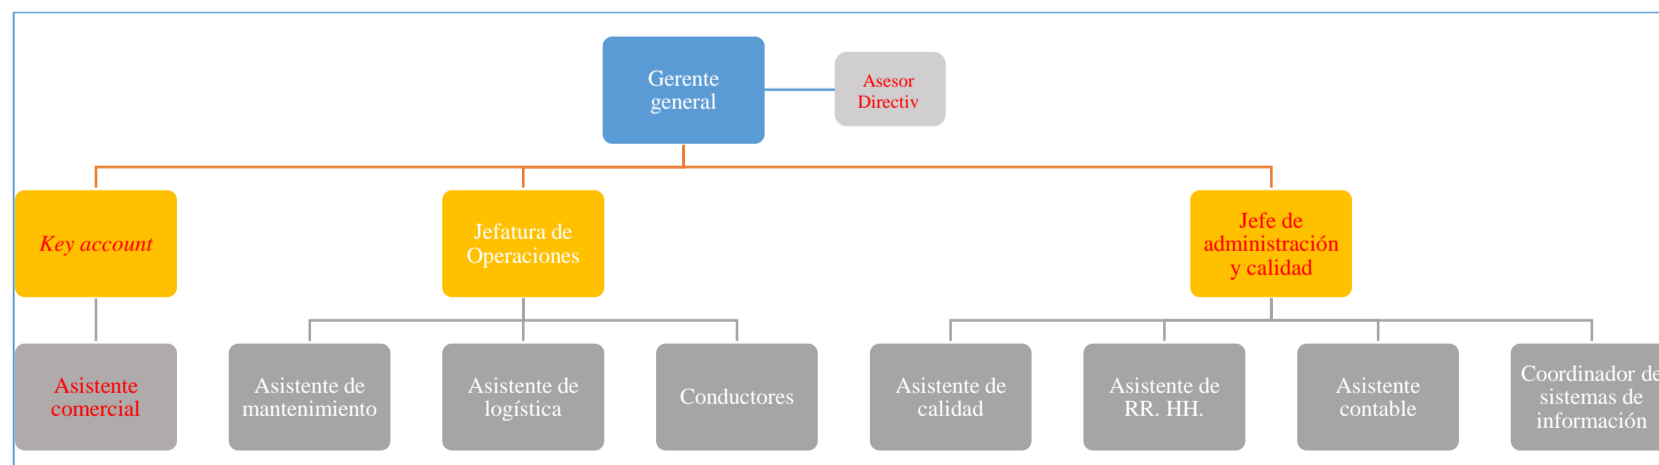 Gerente
general
Asesor
Directiv
Key account
Jefatura de
Operaciones
Jefe de
administración
y calidad
Asistente
comercial
Asistente de
mantenimiento
Asistente de
logística
Conductores
Asistente de
calidad
Asistente de
RR. HH.
Asistente
contable
Coordinador de
sistemas de
información